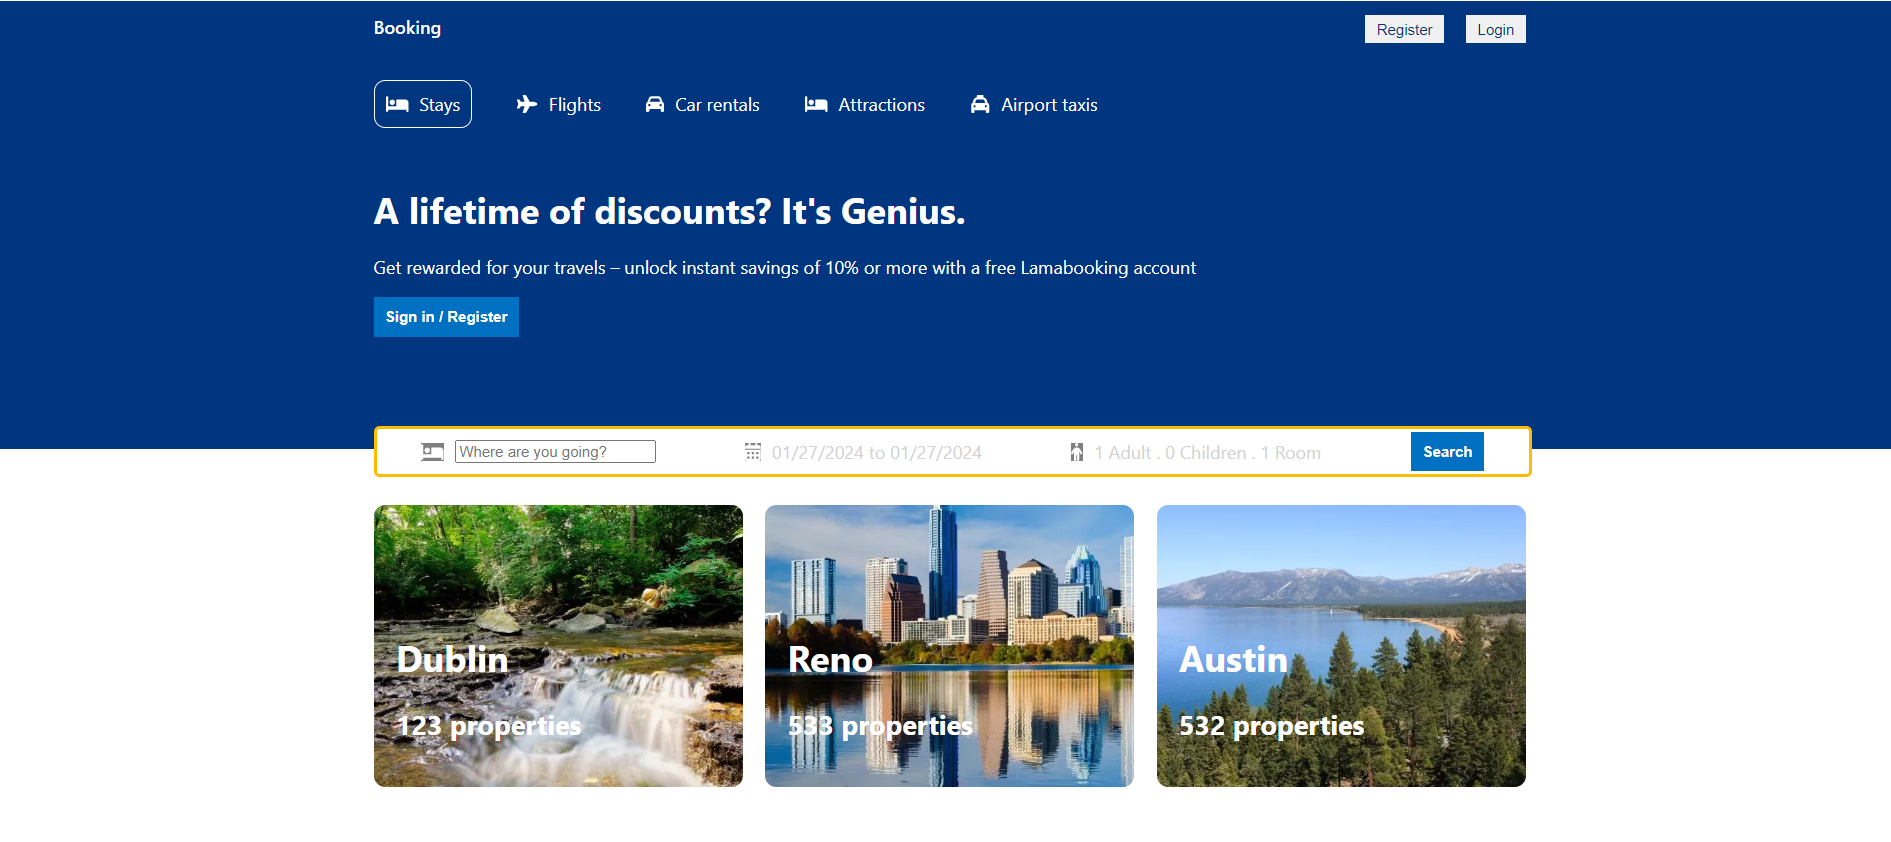 Booking
Register
Login
Stays
Flights
Car rentals
Attractions
Airport taxis
A lifetime of discounts? It's Genius.
Get rewarded for your travels – unlock instant savings of 10% or more with a free Lamabooking account
Sign in / Register
Where are you going?
01/27/2024 to 01/27/2024
1 Adult . 0 Children . 1 Room
Search
Dublin
123 properties
Reno
533 properties
Austin
532 properties